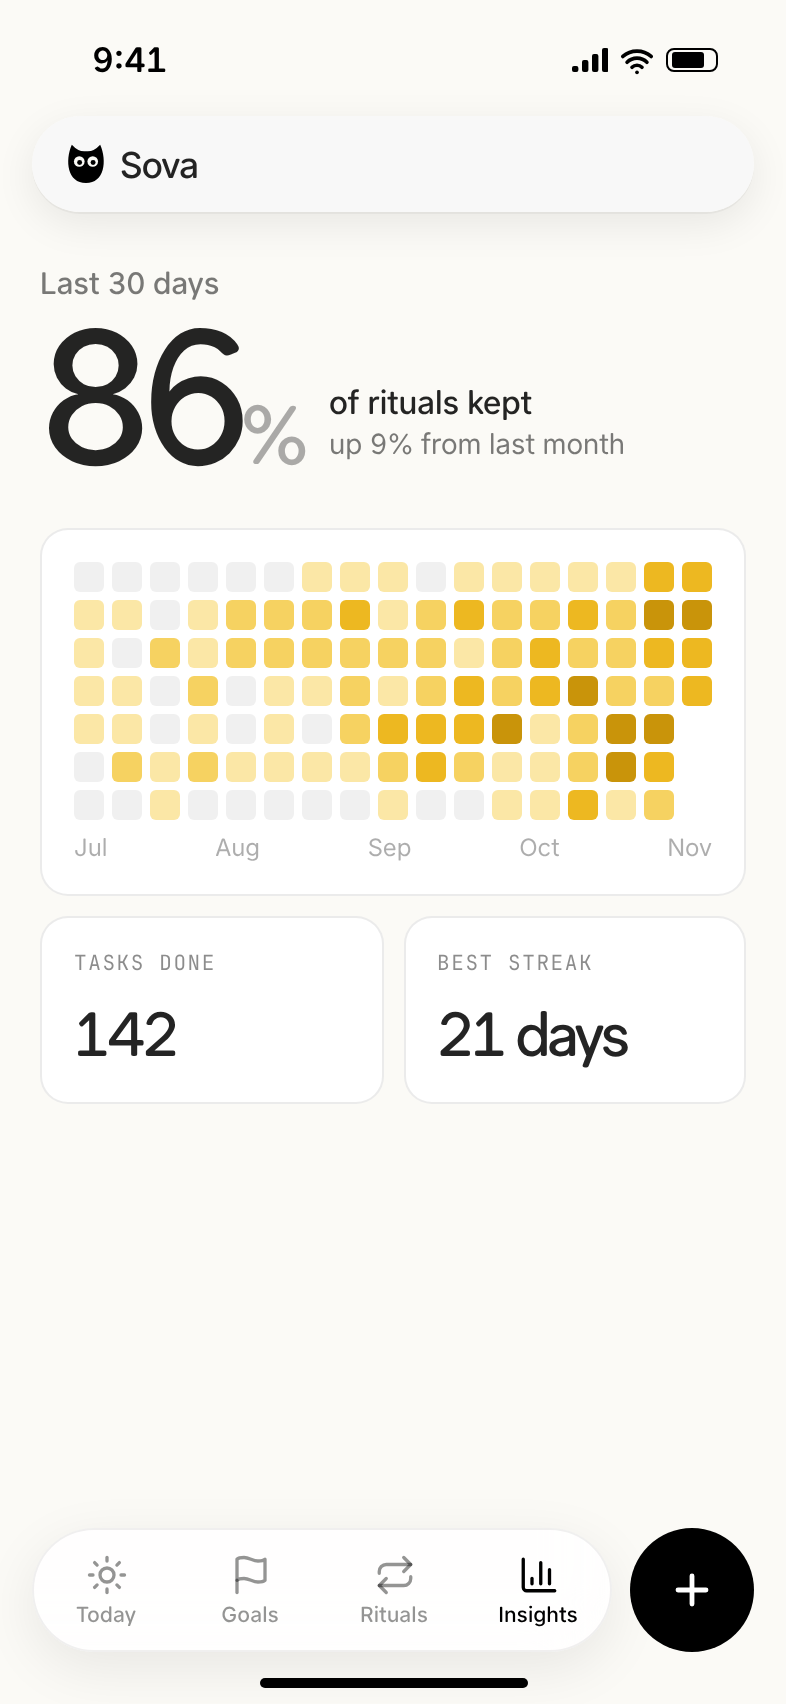 9:41
Sova
Last 30 days
86%
of rituals kept
up 9% from last month
Jul Aug Sep Oct Nov
TASKS DONE
142
BEST STREAK
21 days
Today Goals Rituals Insights